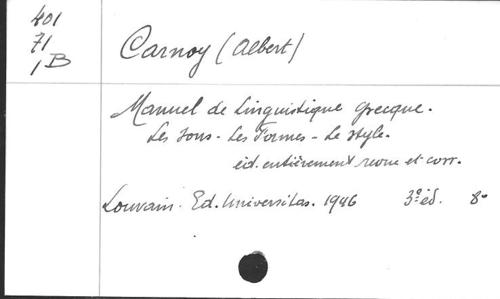 401
71
1B
Carnoy (Albert)
Manuel de Linguistique grecque.
Les sons - Les Formes - Le style.
éd. entièrement revue et corr.
Louvain. Ed. Universitas. 1946 3e éd. 8°